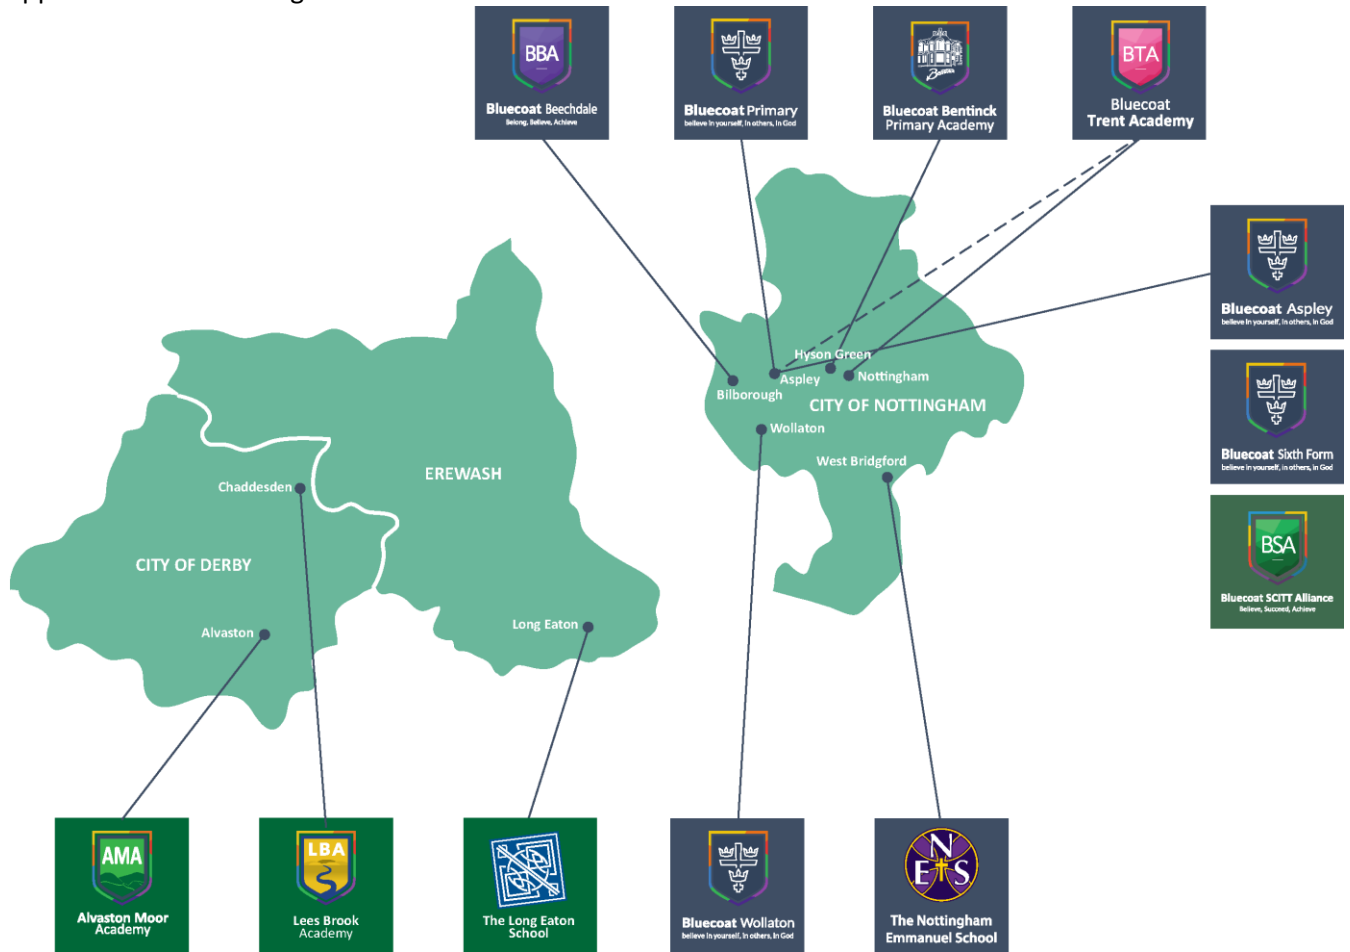 BBA
Bluecoat Beechdale
Belong, Believe, Achieve
Bluecoat Primary
believe in yourself, in others, in God
Bluecoat Bentinck
Primary Academy
BTA
Bluecoat
Trent Academy
Bluecoat Aspley
believe in yourself, in others, in God
Bluecoat Sixth Form
believe in yourself, in others, in God
BSA
Bluecoat SCITT Alliance
Believe, Succeed, Achieve
Hyson Green
Aspley
Nottingham
Bilborough
CITY OF NOTTINGHAM
Wollaton
West Bridgford
EREWASH
Chaddesden
CITY OF DERBY
Alvaston
Long Eaton
AMA
Alvaston Moor
Academy
LBA
Lees Brook
Academy
The Long Eaton
School
Bluecoat Wollaton
believe in yourself, in others, in God
N
E S
The Nottingham
Emmanuel School